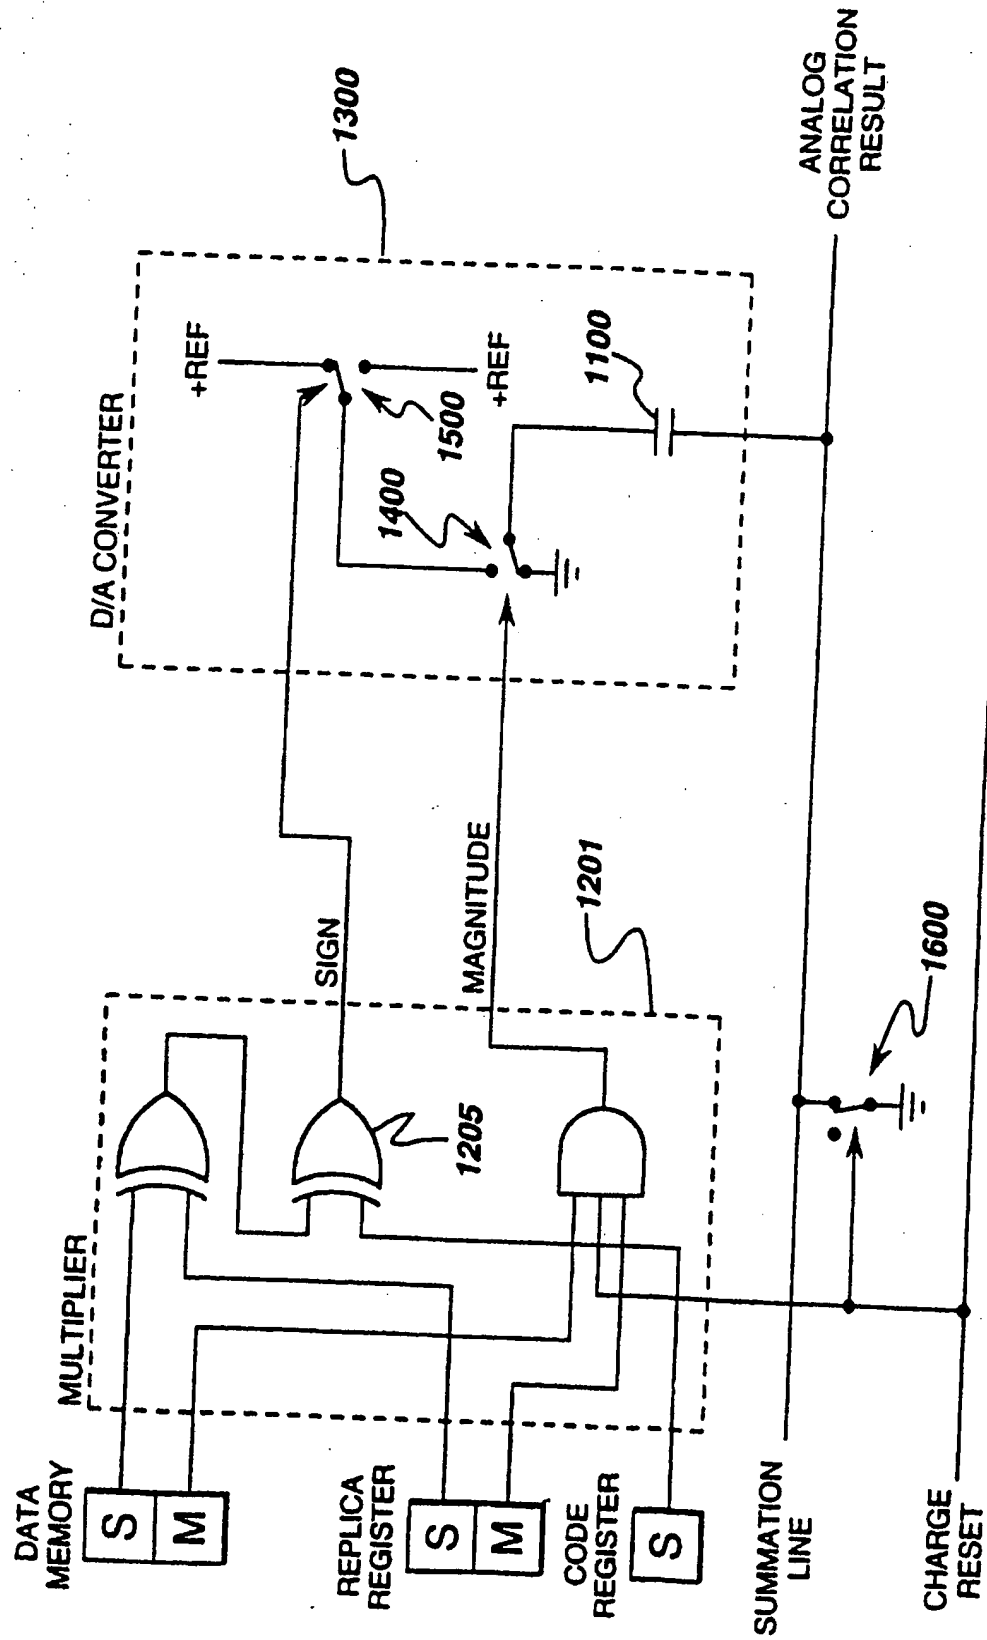 DATA
MEMORY
S
M
REPLICA
REGISTER
S
M
CODE
REGISTER
S
SUMMATION
LINE
CHARGE
RESET
MULTIPLIER
1205
SIGN
MAGNITUDE
1201
1600
D/A CONVERTER
1300
+REF
1500
+REF
1400
1100
ANALOG
CORRELATION
RESULT